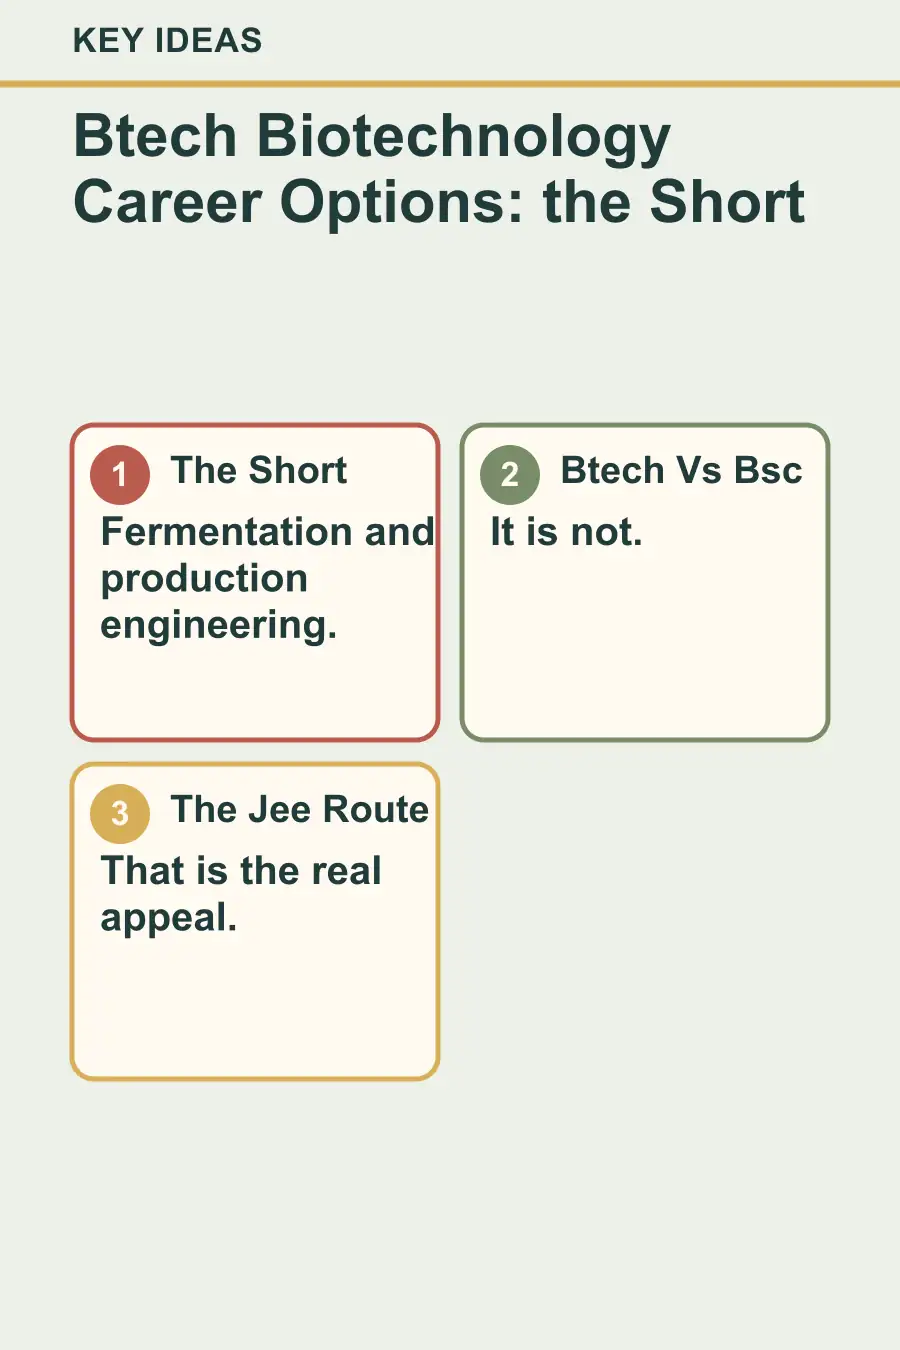 KEY IDEAS
Btech Biotechnology
Career Options: the Short
1 The Short
Fermentation and
production
engineering.
2 Btech Vs Bsc
It is not.
3 The Jee Route
That is the real
appeal.